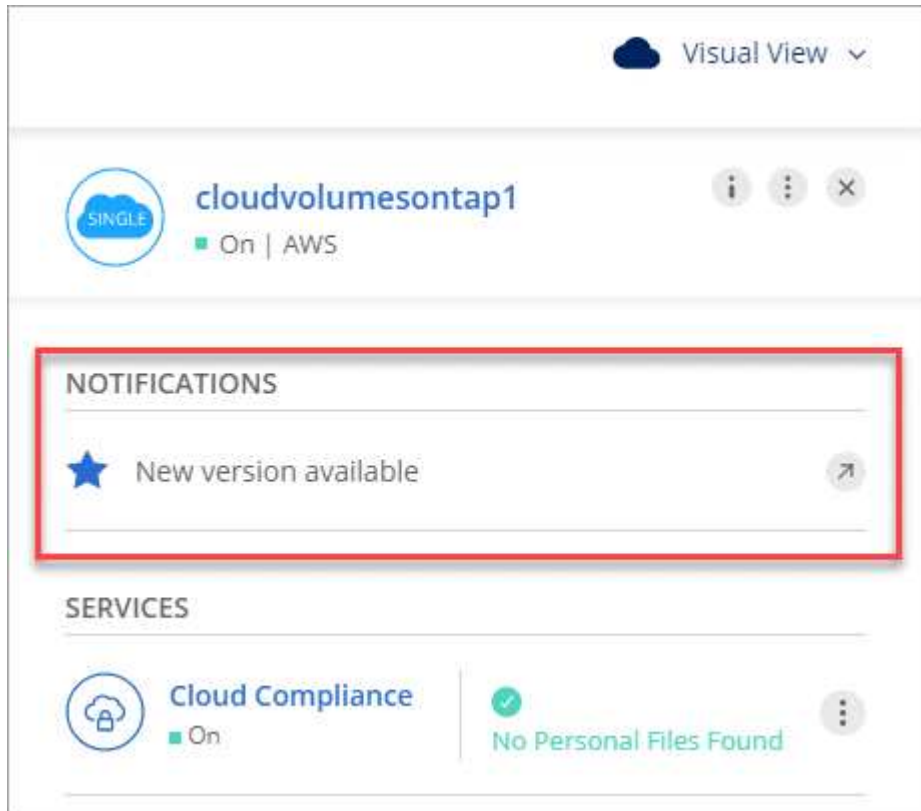 Visual View
SINGLE
cloudvolumesontap1
On | AWS
NOTIFICATIONS
New version available
SERVICES
Cloud Compliance
On
No Personal Files Found